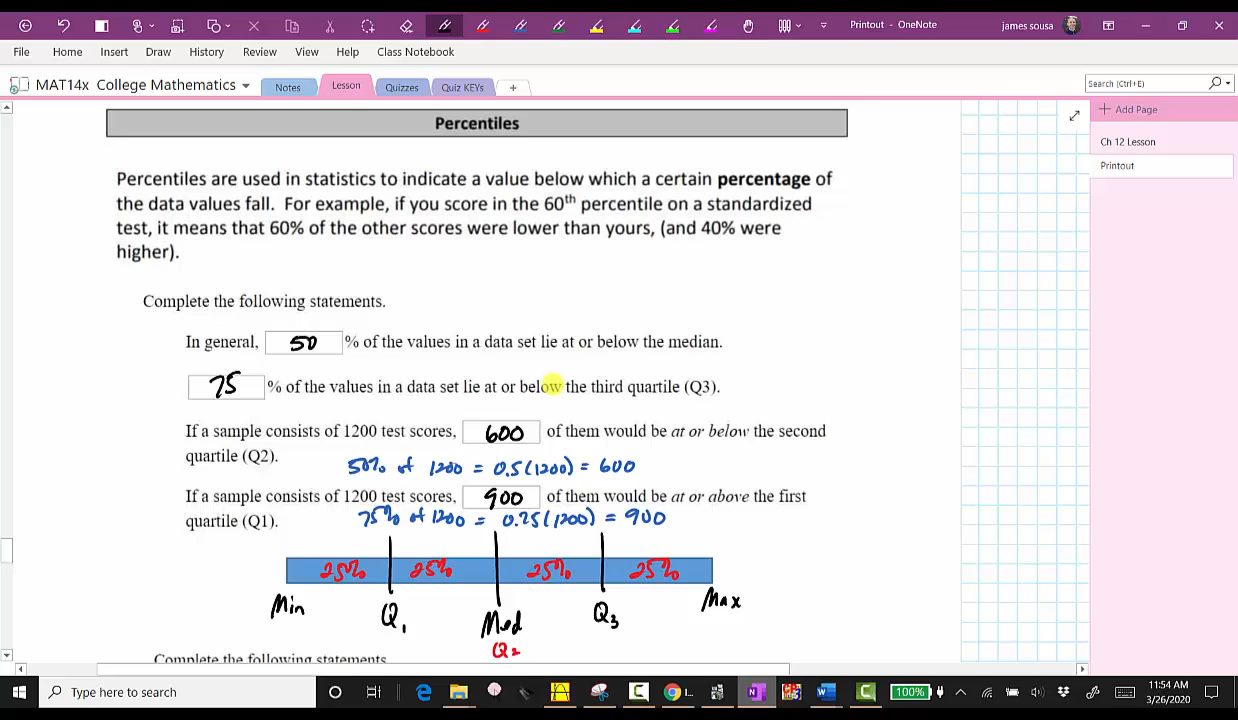 Printout - OneNote
james sousa
File Home Insert Draw History Review View Help Class Notebook
MAT14x College Mathematics
Notes Lesson Quizzes Quiz KEYs +
Search (Ctrl+E)
Add Page
Ch 12 Lesson
Printout
Percentiles
Percentiles are used in statistics to indicate a value below which a certain percentage of
the data values fall. For example, if you score in the 60th percentile on a standardized
test, it means that 60% of the other scores were lower than yours, (and 40% were
higher).
Complete the following statements.
In general, 50 % of the values in a data set lie at or below the median.
75 % of the values in a data set lie at or below the third quartile (Q3).
If a sample consists of 1200 test scores, 600 of them would be at or below the second
quartile (Q2).
50% of 1200 = 0.5(1200) = 600
If a sample consists of 1200 test scores, 900 of them would be at or above the first
quartile (Q1).
75% of 1200 = 0.75(1200) = 900
25% 25% 25% 25%
Min Q1 Med Q3 Max
Q2
Complete the following statements.
Type here to search
100%
11:54 AM
3/26/2020